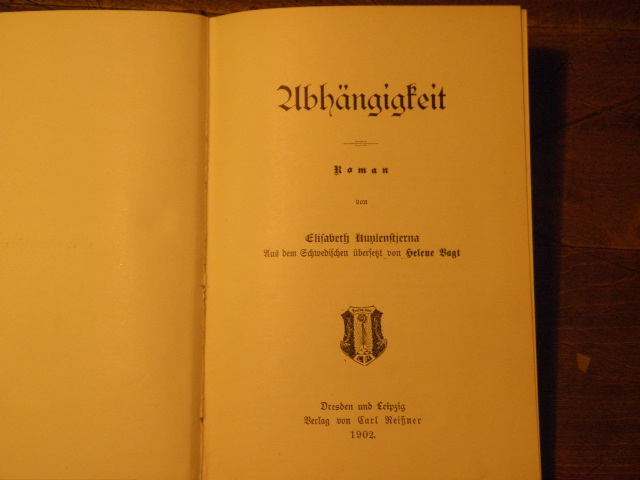 Abhängigkeit
Roman
von
Elisabeth Kuylenstjerna
Aus dem Schwedischen übersetzt von Helene Vagt
Dresden und Leipzig
Verlag von Carl Reißner
1902.